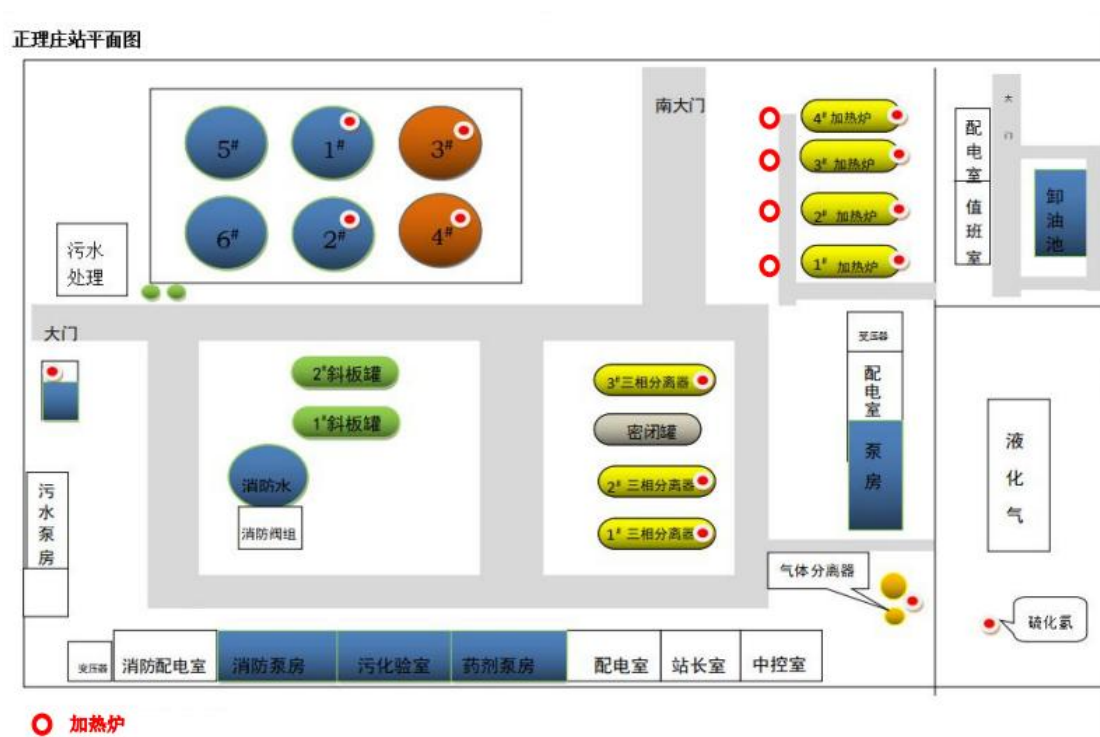 正理庄站平面图
南大门
5#
1#
3#
6#
2#
4#
4# 加热炉
3# 加热炉
2# 加热炉
1# 加热炉
配电室
值班室
大门
卸油池
污水
处理
大门
2#斜板罐
1#斜板罐
消防水
消防阀组
3#三相分离器
密闭罐
2# 三相分离器
1# 三相分离器
变压器
配电室
泵房
液化气
污水泵房
气体分离器
硫化氢
变压器
消防配电室
消防泵房
污化验室
药剂泵房
配电室
站长室
中控室
加热炉